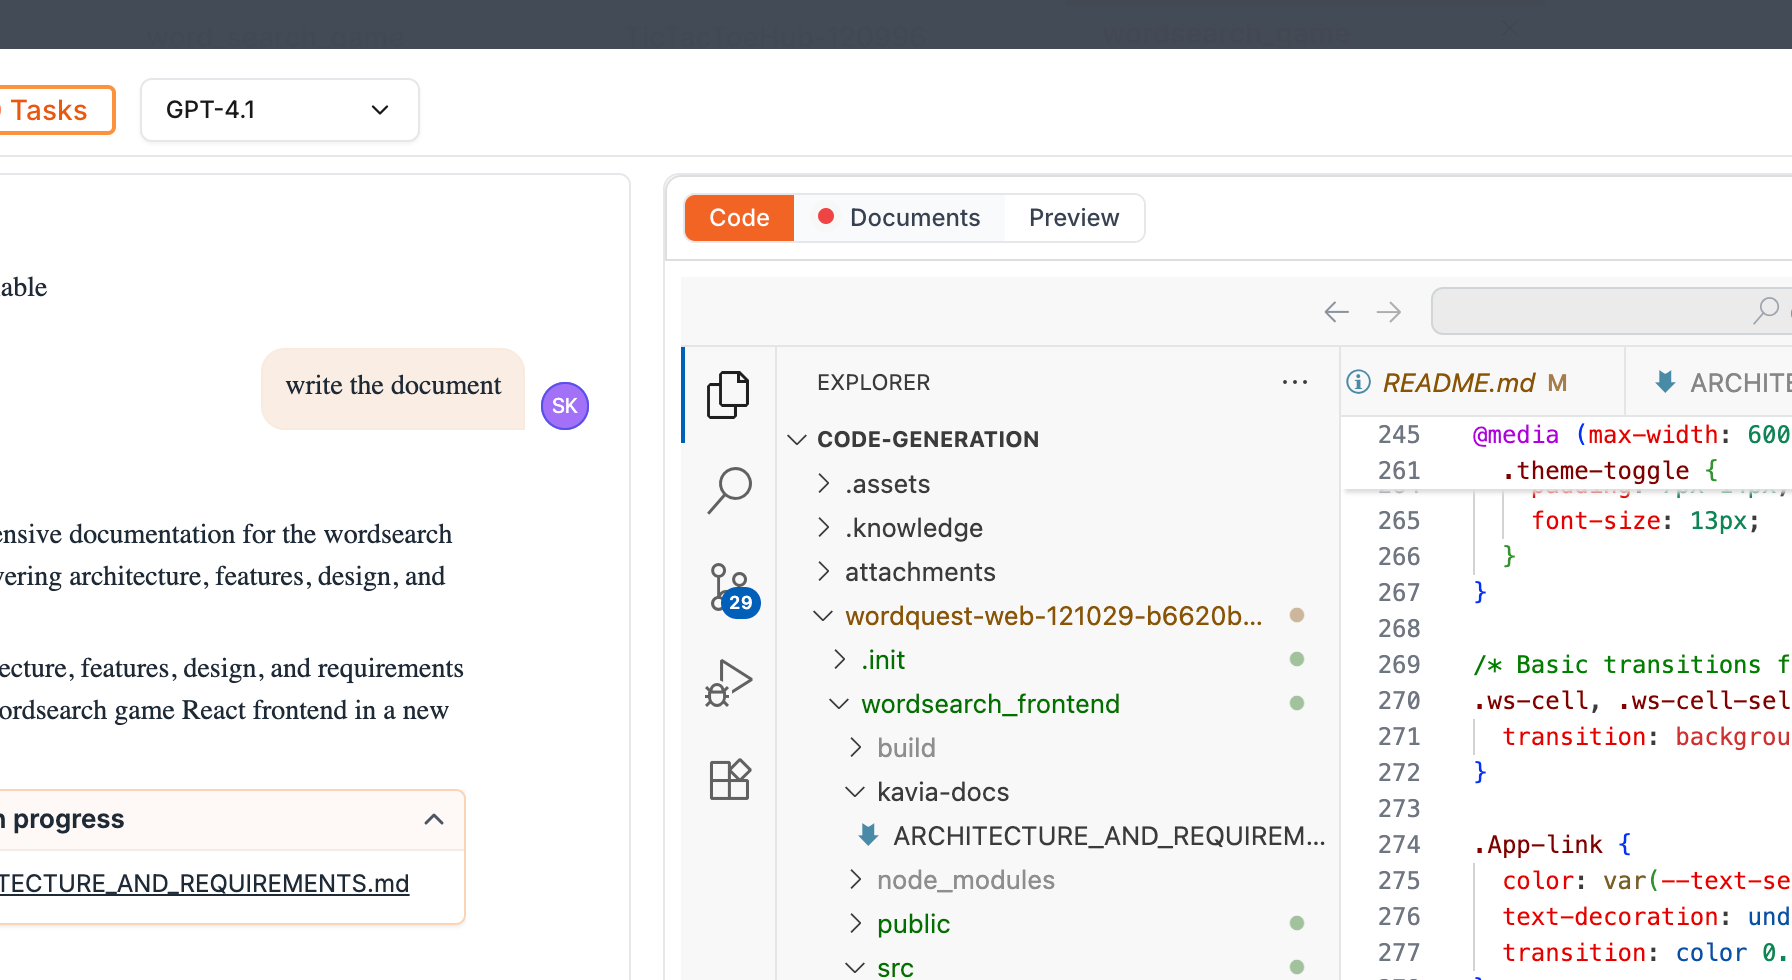 word_search_game
TicTacToeHub-120998
wordsearch_game
Tasks
GPT-4.1
able
write the document
SK
ensive documentation for the wordsearch
vering architecture, features, design, and
ecture, features, design, and requirements
ordsearch game React frontend in a new
n progress
TECTURE_AND_REQUIREMENTS.md
Code
Documents
Preview
EXPLORER
CODE-GENERATION
.assets
.knowledge
attachments
wordquest-web-121029-b6620b...
.init
wordsearch_frontend
build
kavia-docs
ARCHITECTURE_AND_REQUIREM...
node_modules
public
src
29
README.md M
ARCHITE
245 @media (max-width: 600
261 .theme-toggle {
265 font-size: 13px;
266 }
267 }
268
269 /* Basic transitions f
270 .ws-cell, .ws-cell-sel
271 transition: backgrou
272 }
273
274 .App-link {
275 color: var(--text-se
276 text-decoration: und
277 transition: color 0.